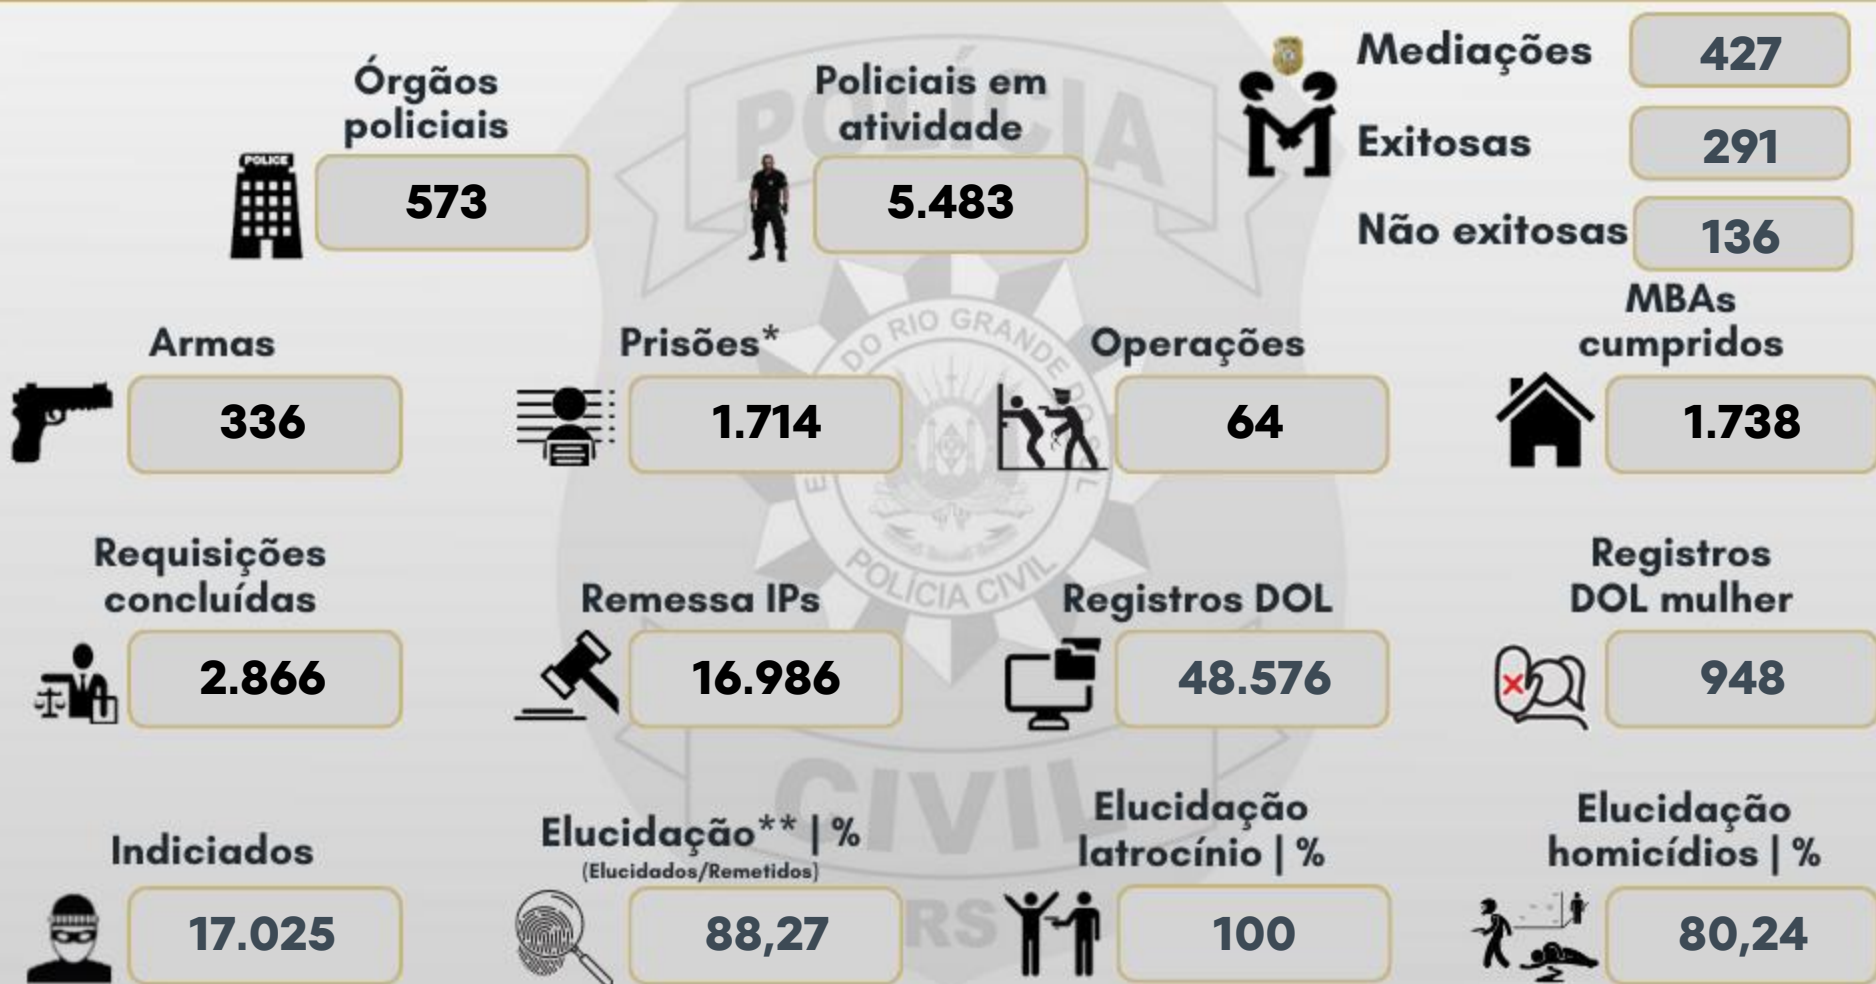 Órgãos
policiais
POLICE
573
Policiais em
atividade
5.483
Mediações
427
Exitosas
291
Não exitosas
136
Armas
336
Prisões*
1.714
Operações
64
MBAs
cumpridos
1.738
Requisições
concluídas
2.866
Remessa IPs
16.986
Registros DOL
48.576
Registros
DOL mulher
948
Indiciados
17.025
Elucidação** | %
(Elucidados/Remetidos)
88,27
Elucidação
latrocínio | %
100
Elucidação
homicídios | %
80,24
POLÍCIA
DO RIO GRANDE DO
POLÍCIA CIVIL
CIVIL
RS